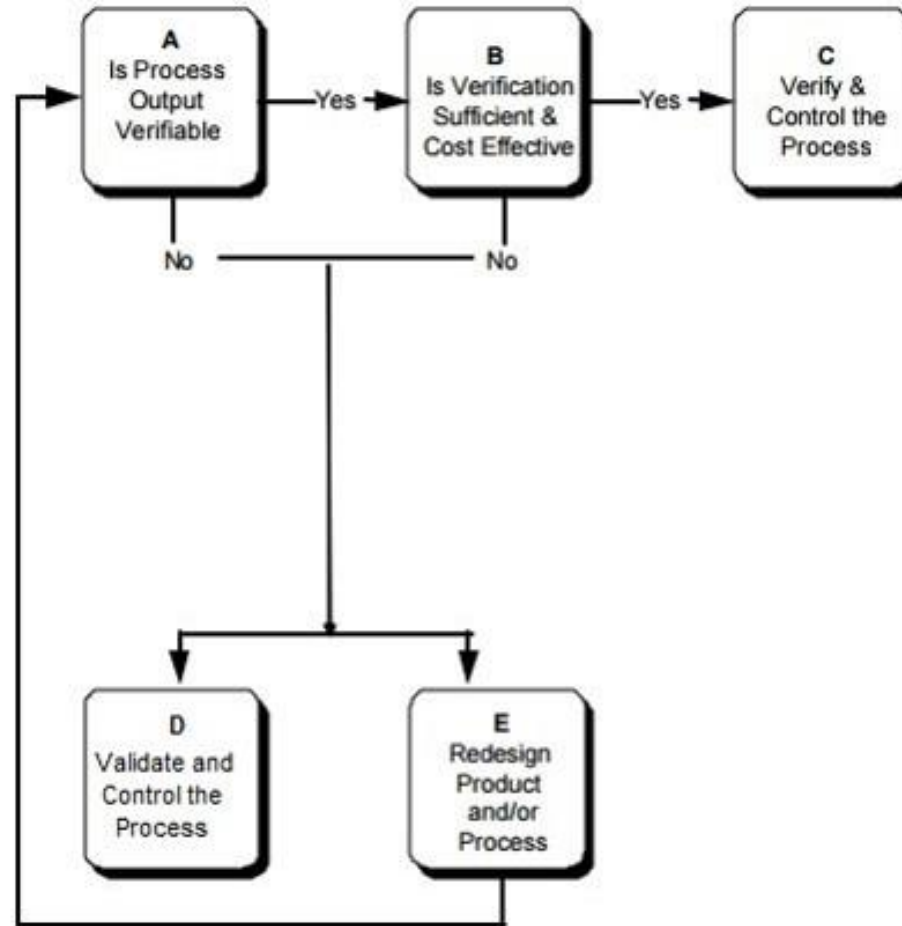 A
Is Process
Output
Verifiable
Yes
B
Is Verification
Sufficient &
Cost Effective
Yes
C
Verify &
Control the
Process
No
No
D
Validate and
Control the
Process
E
Redesign
Product
and/or
Process